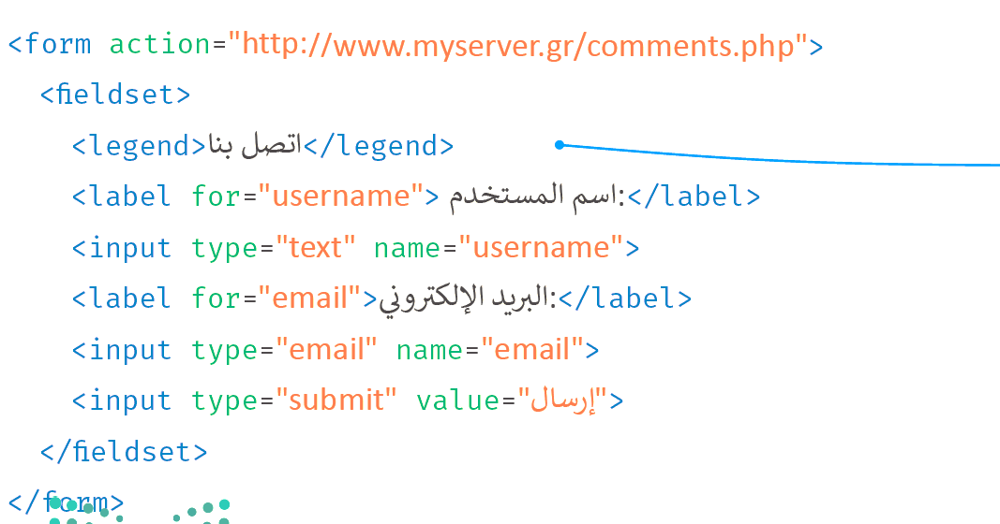 <form action="http://www.myserver.gr/comments.php">
<fieldset>
<legend>اتصل بنا</legend>
<label for="username"> اسم المستخدم:</label>
<input type="text" name="username">
<label for="email">البريد الإلكتروني:</label>
<input type="email" name="email">
<input type="submit" value="إرسال">
</fieldset>
</form>